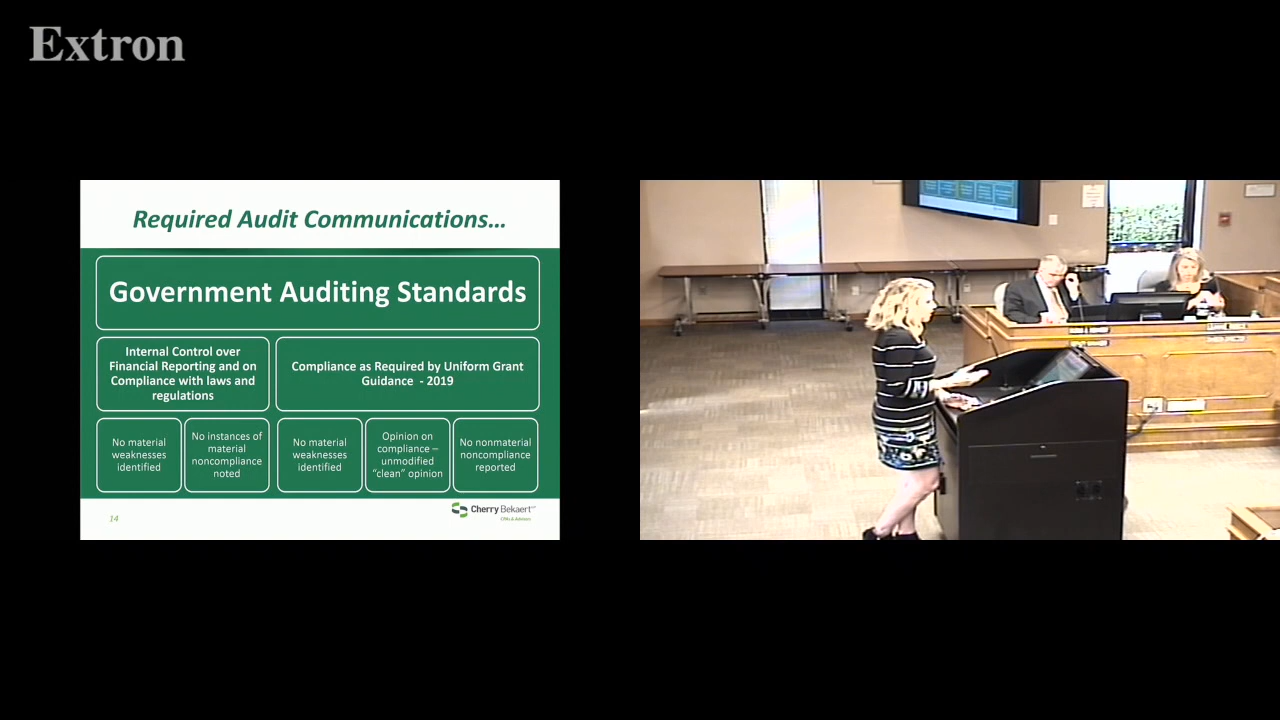 Extron
Required Audit Communications...
Government Auditing Standards
Internal Control over
Financial Reporting and on
Compliance with laws and
regulations
Compliance as Required by Uniform Grant
Guidance - 2019
No material
weaknesses
identified
No instances of
material
noncompliance
noted
No material
weaknesses
identified
Opinion on
compliance –
unmodified
“clean” opinion
No nonmaterial
noncompliance
reported
14
Cherry Bekaert
CPAs & Advisors